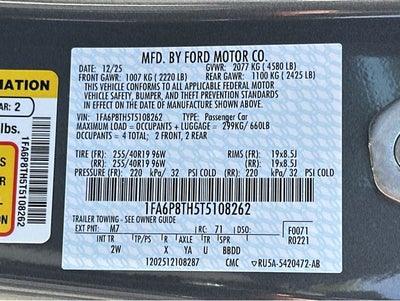 MFD. BY FORD MOTOR CO.
12/25
GVWR: 2077 KG ( 4580 LB)
FRONT GAWR: 1007 KG ( 2220 LB)
REAR GAWR: 1100 KG ( 2425 LB)
THIS VEHICLE CONFORMS TO ALL APPLICABLE FEDERAL MOTOR
VEHICLE SAFETY, BUMPER, AND THEFT PREVENTION STANDARDS IN
EFFECT ON THE DATE OF MANUFACTURE SHOWN ABOVE.
VIN: 1FA6P8TH5T5108262 TYPE: Passenger Car
MAXIMUM LOAD = OCCUPANTS + LUGGAGE = 299KG/ 660LB
OCCUPANTS = 4 TOTAL; 2 FRONT, 2 REAR
TIRE (FR): 255/40R19 96W RIMS (FR): 19x8.5J
TIRE (RR): 255/40R19 96W (RR): 19x8.5J
PRESSURE (FR) 220 kPa/ 32 PSI COLD (RR) 220 kPa/ 32 PSI COLD
1FA6P8TH5T5108262
TRAILER TOWING - SEE OWNER GUIDE
EXT PNT: M7 RC: 71 DSO: F0071
R0221
INT TR TP/PS R AXLE TR SPR
2W X YL U BBDD
1202512108287 CMC RU5A-5420472-AB
MATION
AR: 2
lbs.
1FA6P8TH5T5108262